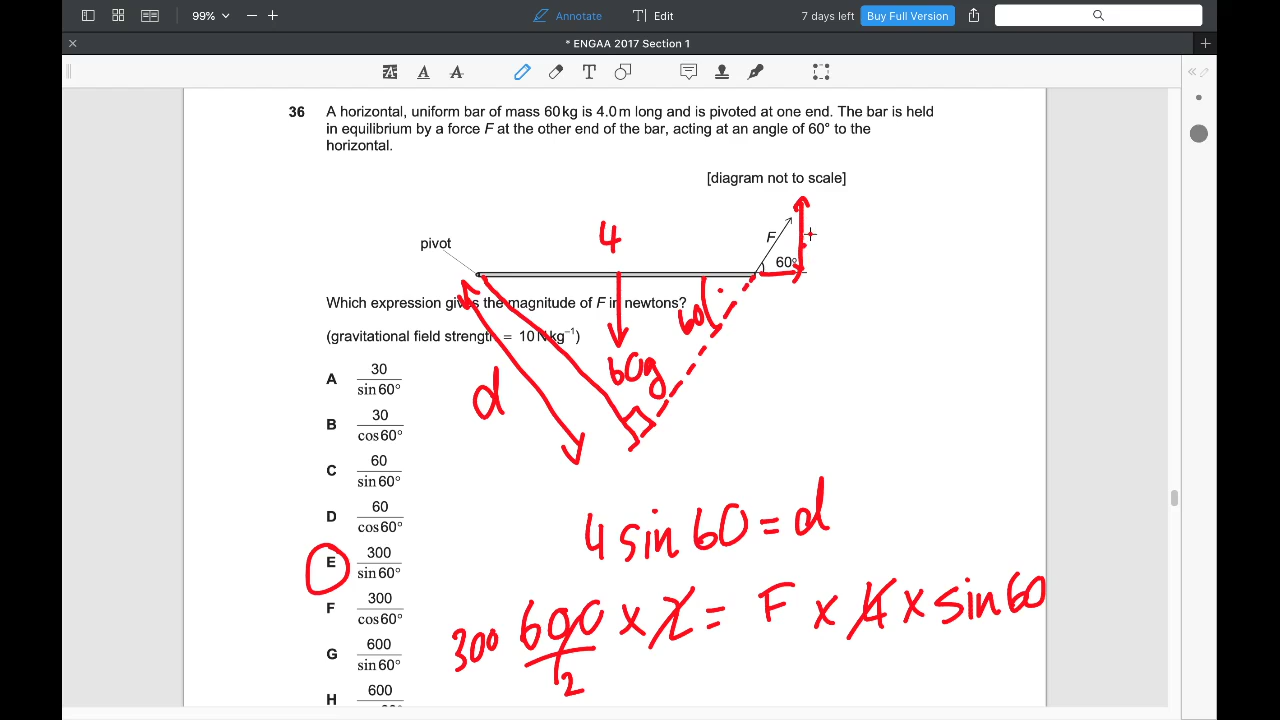 99%
Annotate
Edit
7 days left
Buy Full Version
* ENGAA 2017 Section 1
36 A horizontal, uniform bar of mass 60 kg is 4.0 m long and is pivoted at one end. The bar is held
in equilibrium by a force F at the other end of the bar, acting at an angle of 60° to the
horizontal.
[diagram not to scale]
4
F
pivot
60°
Which expression gives the magnitude of F in newtons?
60
(gravitational field strength = 10 N kg⁻¹)
60g
d
A 30
sin 60°
B 30
cos 60°
C 60
sin 60°
D 60
cos 60°
E 300
sin 60°
F 300
cos 60°
G 600
sin 60°
H 600
4 sin 60 = d
300 600 x 2 = F x 4 x sin 60
2